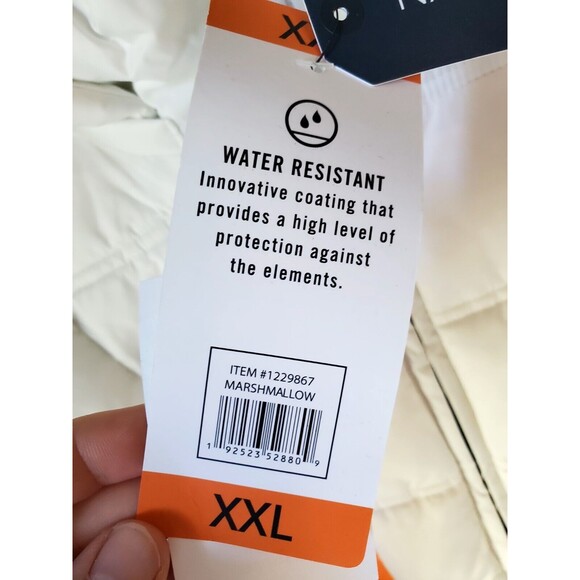 XX
WATER RESISTANT
Innovative coating that
provides a high level of
protection against
the elements.
ITEM #1229867
MARSHMALLOW
1 92523 52880 9
XXL